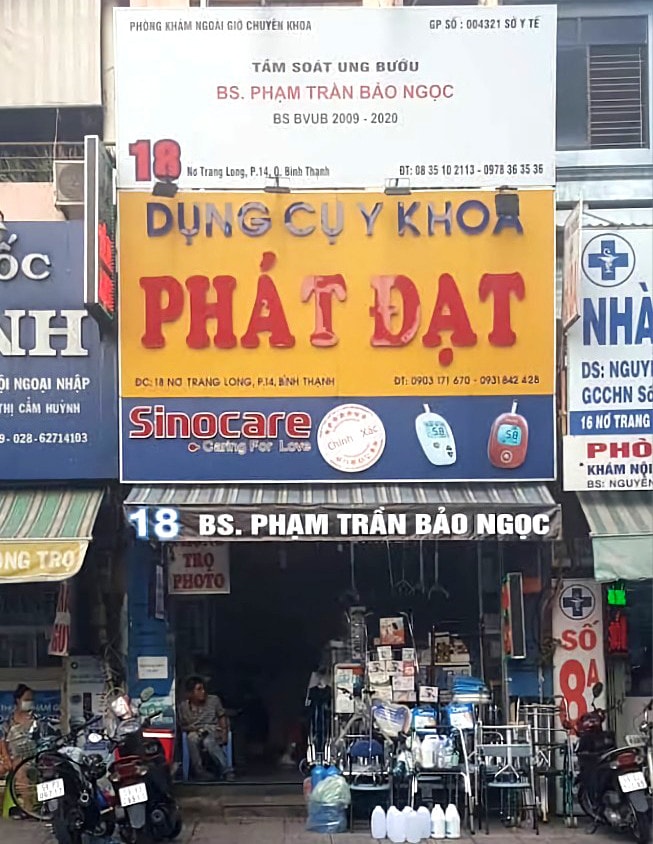 PHÒNG KHÁM NGOÀI GIỜ CHUYÊN KHOA
GP SỐ : 004321 SỞ Y TẾ
TẦM SOÁT UNG BƯỚU
BS. PHẠM TRẦN BẢO NGỌC
BS BVUB 2009 - 2020
18 Nơ Trang Long, P.14, Q. Bình Thạnh
ĐT: 08 35 10 2113 - 0978 36 35 36
DỤNG CỤ Y KHOA
PHÁT ĐẠT
ĐC: 18 NƠ TRANG LONG, P.14, BÌNH THẠNH
ĐT: 0903 171 670 - 0931 842 428
Sinocare
Caring For Love
Chính Xác
18 BS. PHẠM TRẦN BẢO NGỌC
TRỌ
PHOTO
ỐC
NH
ỘI NGOẠI NHẬP
THỊ CẨM HUỲNH
9 - 028 - 62714103
ÒNG TRỌ
NHÀ
DS: NGUYỄN
GCCHN Số
16 NƠ TRANG
PHÒ
* KHÁM NỘI
BS: NGUYỄN
SỐ
8A